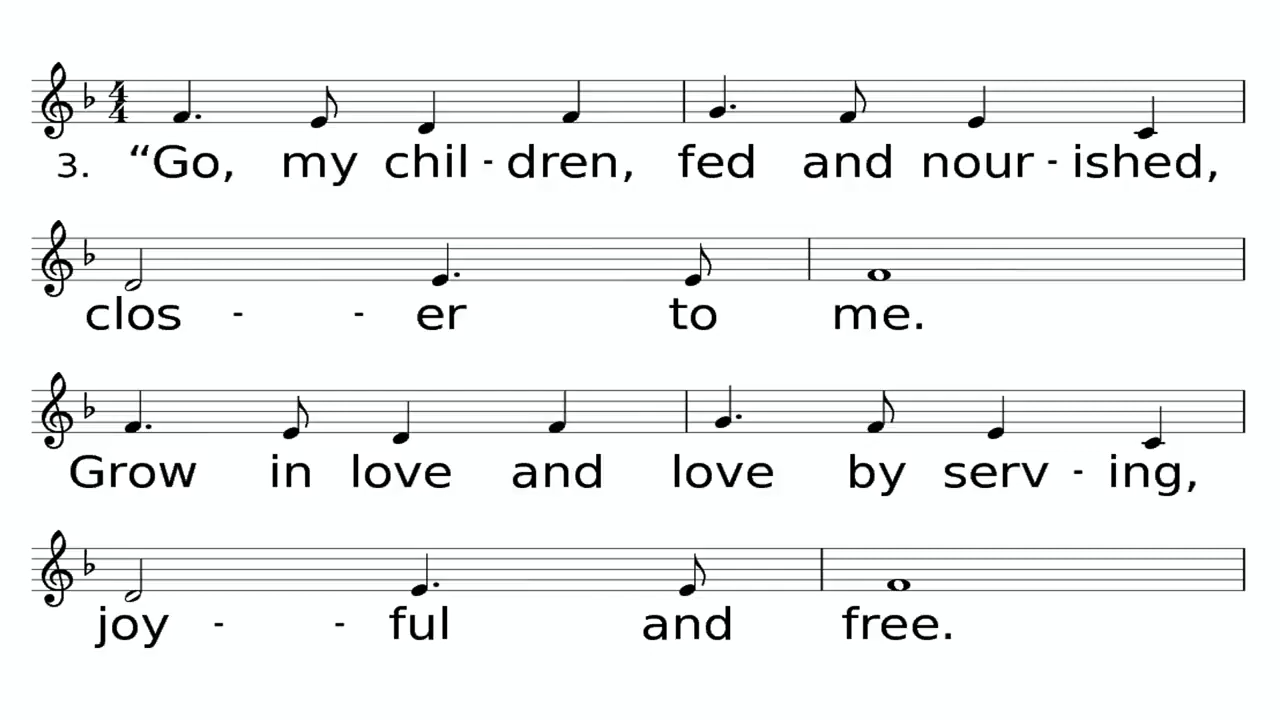 3. “Go, my chil - dren, fed and nour - ished,
clos - - er to me.
Grow in love and love by serv - ing,
joy - - ful and free.